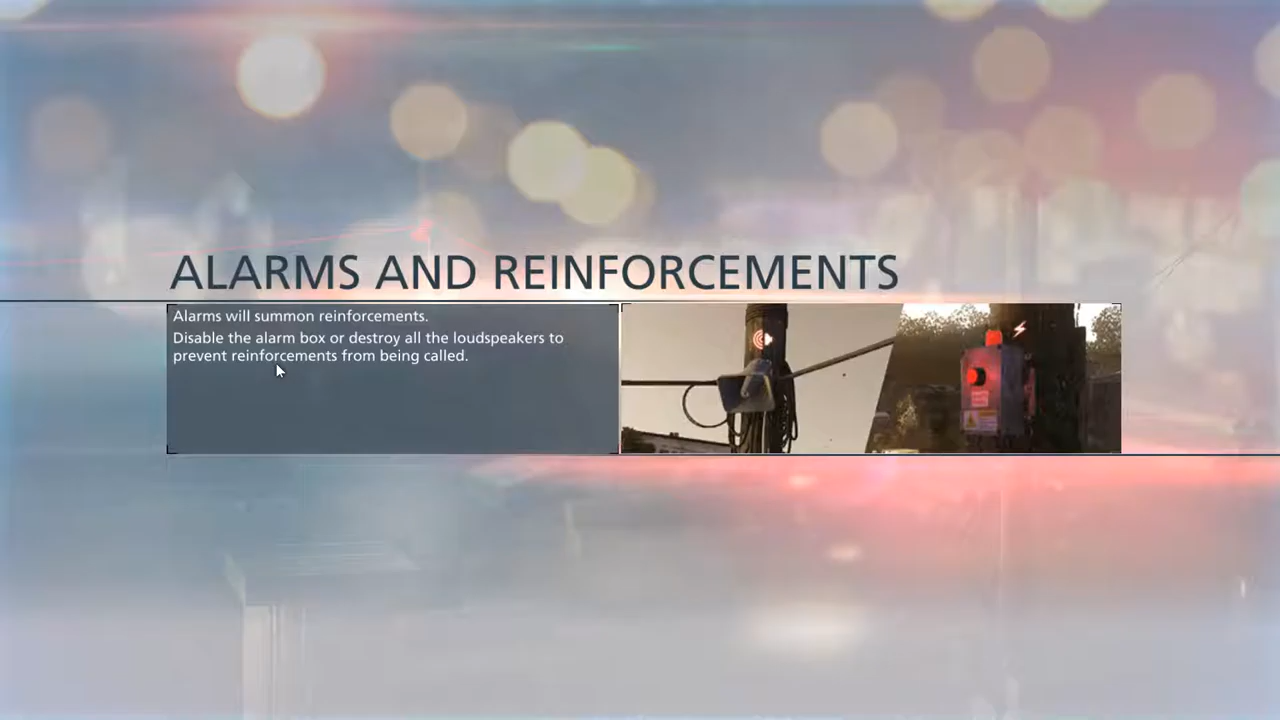 ALARMS AND REINFORCEMENTS
Alarms will summon reinforcements.
Disable the alarm box or destroy all the loudspeakers to
prevent reinforcements from being called.